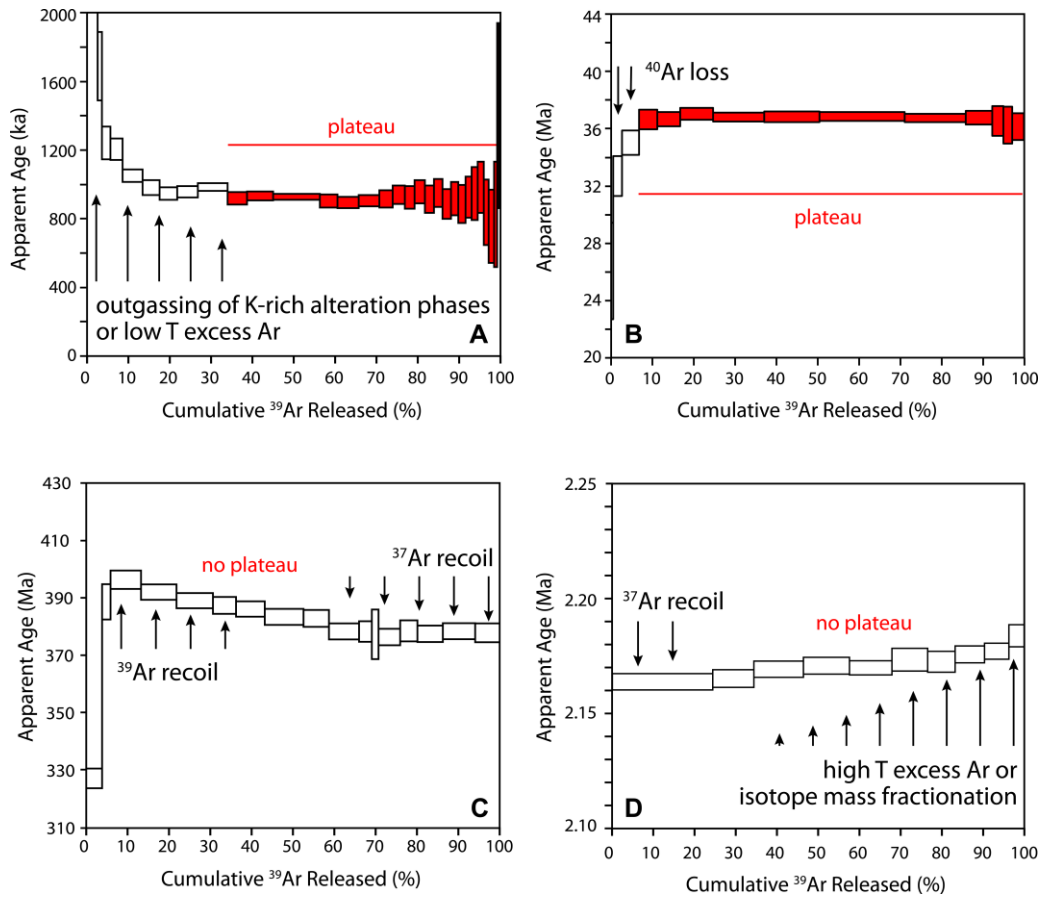 2000
1600
1200
800
400
0
Apparent Age (ka)
plateau
outgassing of K-rich alteration phases
or low T excess Ar
A
0 10 20 30 40 50 60 70 80 90 100
Cumulative ³⁹Ar Released (%)
44
40
36
32
28
24
20
Apparent Age (Ma)
⁴⁰Ar loss
plateau
B
0 10 20 30 40 50 60 70 80 90 100
Cumulative ³⁹Ar Released (%)
430
410
390
370
350
330
310
Apparent Age (Ma)
no plateau
³⁷Ar recoil
³⁹Ar recoil
C
0 10 20 30 40 50 60 70 80 90 100
Cumulative ³⁹Ar Released (%)
2.25
2.20
2.15
2.10
Apparent Age (Ma)
³⁷Ar recoil
no plateau
high T excess Ar or
isotope mass fractionation
D
0 10 20 30 40 50 60 70 80 90 100
Cumulative ³⁹Ar Released (%)